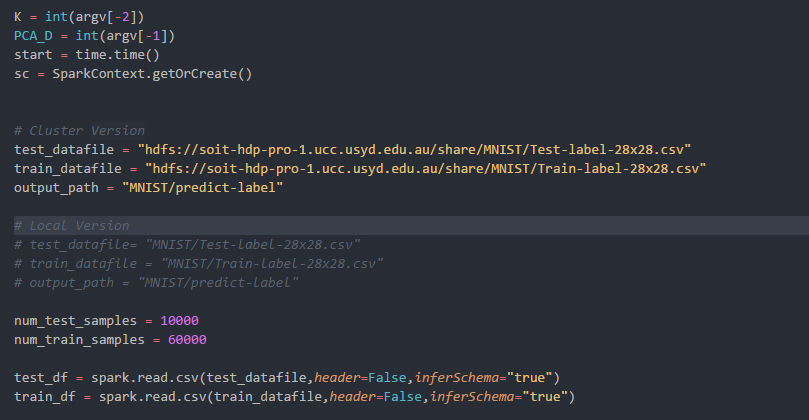 K = int(argv[-2])
PCA_D = int(argv[-1])
start = time.time()
sc = SparkContext.getOrCreate()
# Cluster Version
test_datafile = "hdfs://soit-hdp-pro-1.ucc.usyd.edu.au/share/MNIST/Test-label-28x28.csv"
train_datafile = "hdfs://soit-hdp-pro-1.ucc.usyd.edu.au/share/MNIST/Train-label-28x28.csv"
output_path = "MNIST/predict-label"
# Local Version
# test_datafile= "MNIST/Test-label-28x28.csv"
# train_datafile = "MNIST/Train-label-28x28.csv"
# output_path = "MNIST/predict-label"
num_test_samples = 10000
num_train_samples = 60000
test_df = spark.read.csv(test_datafile,header=False,inferSchema="true")
train_df = spark.read.csv(train_datafile,header=False,inferSchema="true")